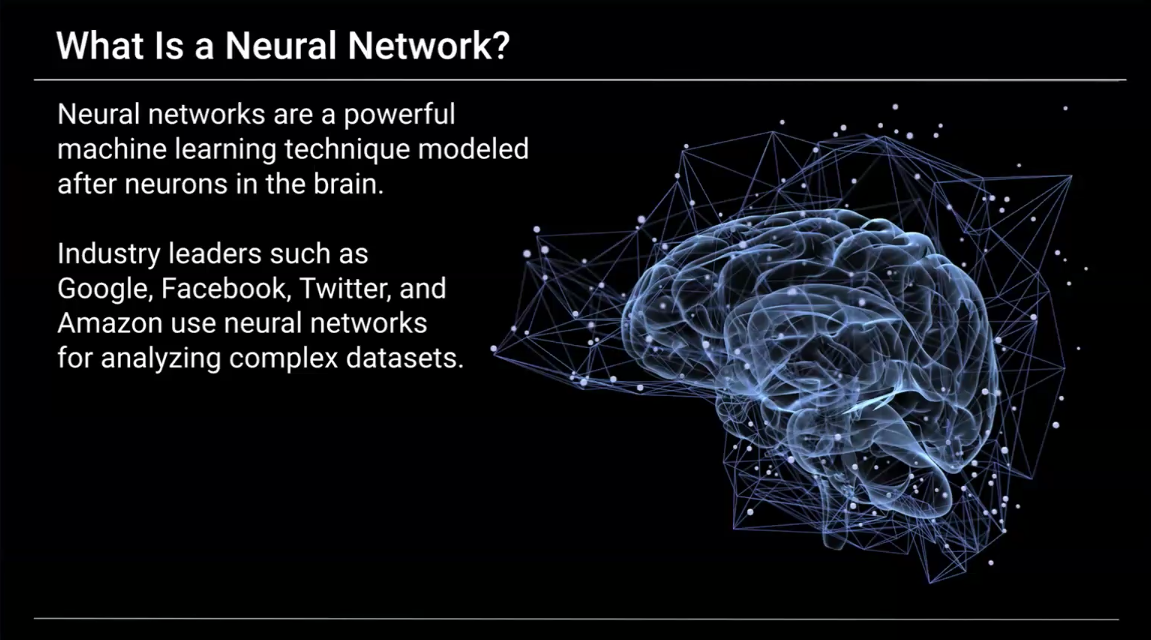 What Is a Neural Network?
Neural networks are a powerful
machine learning technique modeled
after neurons in the brain.
Industry leaders such as
Google, Facebook, Twitter, and
Amazon use neural networks
for analyzing complex datasets.